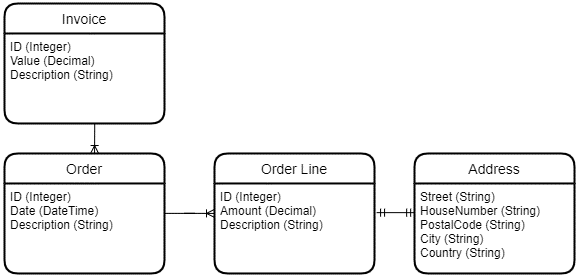 Invoice
ID (Integer)
Value (Decimal)
Description (String)
Order
ID (Integer)
Date (DateTime)
Description (String)
Order Line
ID (Integer)
Amount (Decimal)
Description (String)
Address
Street (String)
HouseNumber (String)
PostalCode (String)
City (String)
Country (String)